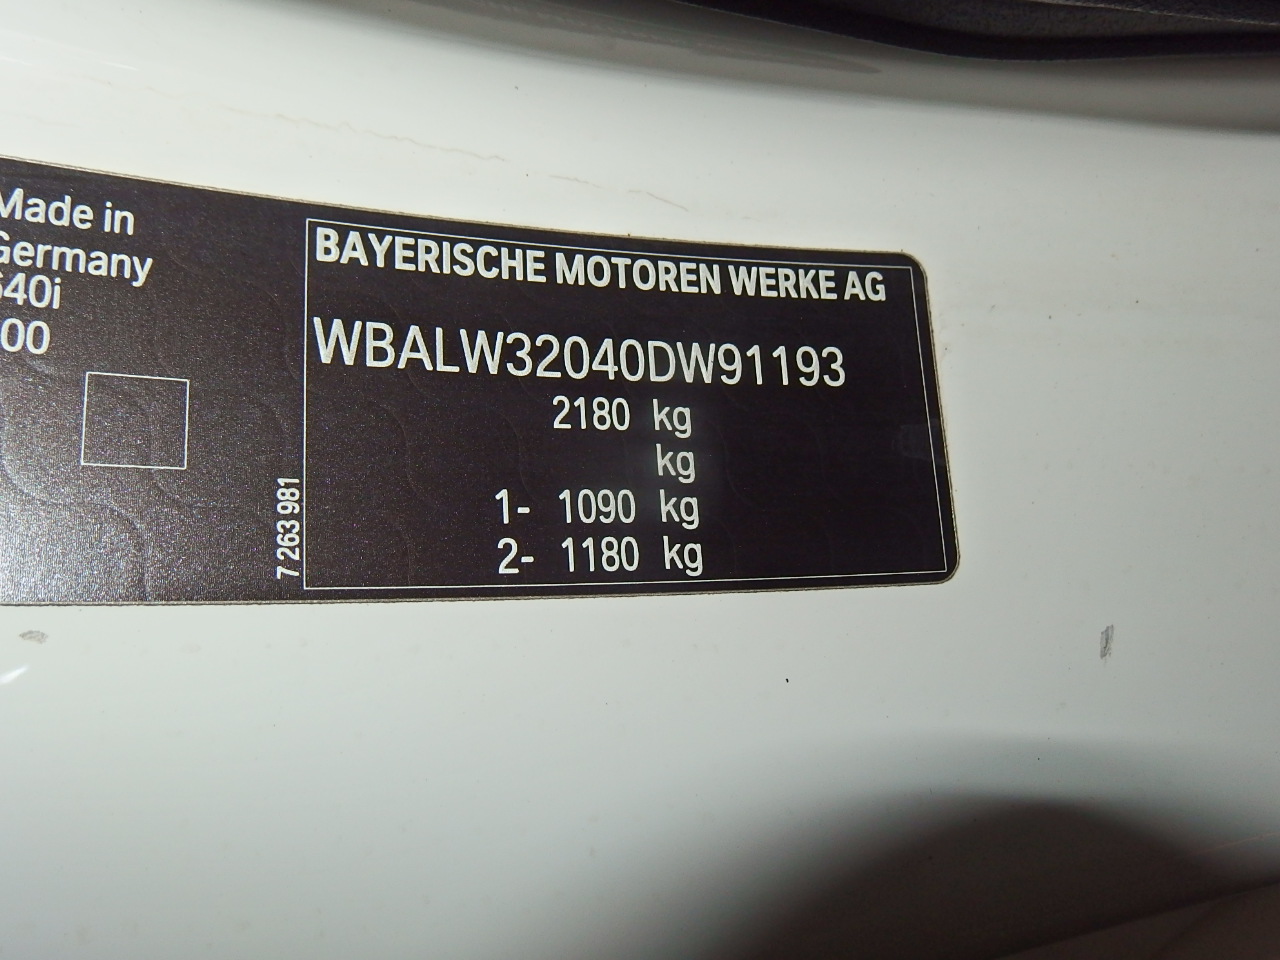 Made in
Germany
640i
00
BAYERISCHE MOTOREN WERKE AG
WBALW32040DW91193
2180 kg
kg
1- 1090 kg
2- 1180 kg
7 263 981